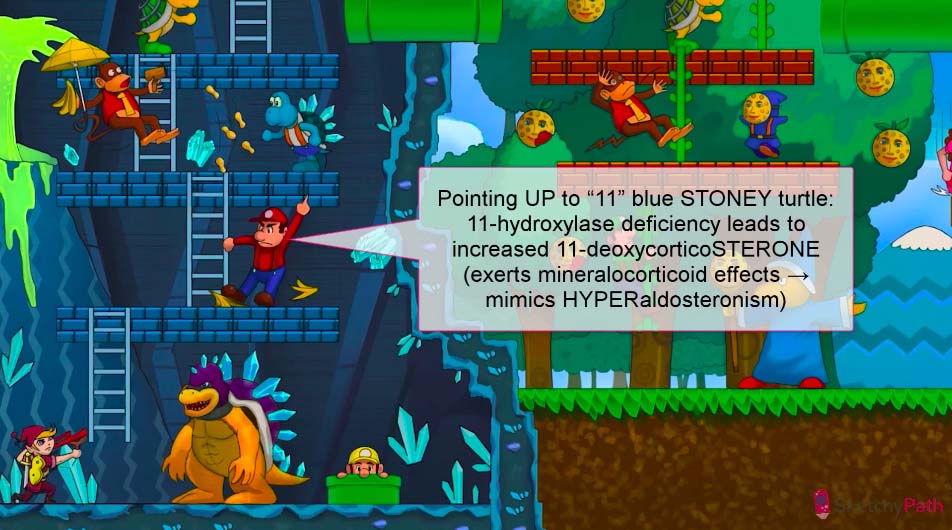 Pointing UP to “11” blue STONEY turtle:
11-hydroxylase deficiency leads to
increased 11-deoxycorticoSTERONE
(exerts mineralocorticoid effects →
mimics HYPERaldosteronism)
SketchyPath